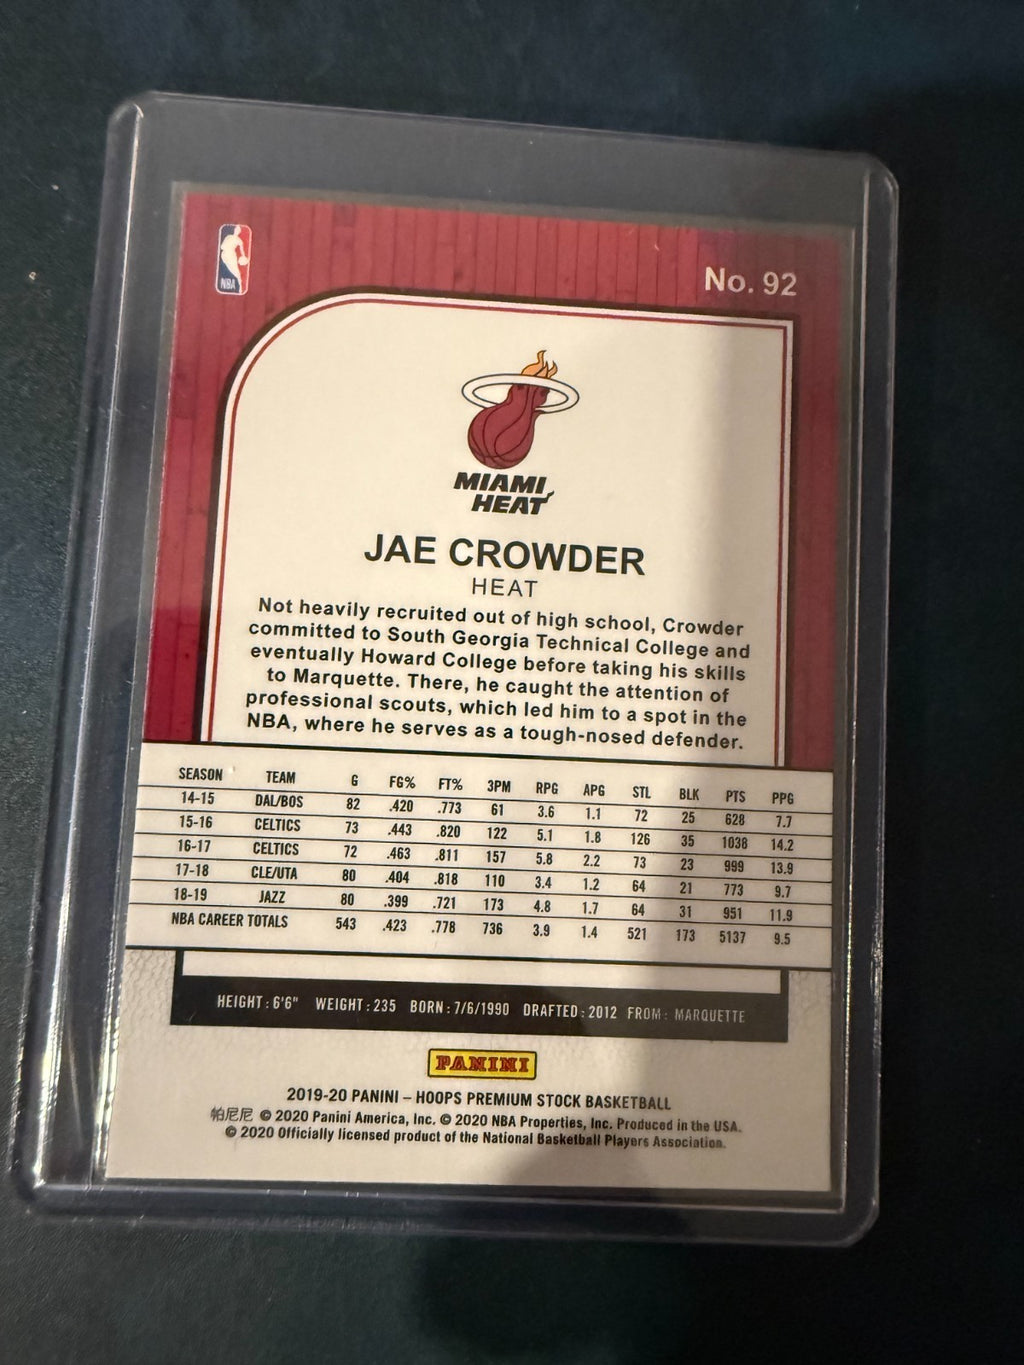 NBA
No. 92
MIAMI
HEAT
JAE CROWDER
HEAT
Not heavily recruited out of high school, Crowder
committed to South Georgia Technical College and
eventually Howard College before taking his skills
to Marquette. There, he caught the attention of
professional scouts, which led him to a spot in the
NBA, where he serves as a tough-nosed defender.
SEASON TEAM G FG% FT% 3PM RPG APG STL BLK PTS PPG
14-15 DAL/BOS 82 .420 .773 61 3.6 1.1 72 25 628 7.7
15-16 CELTICS 73 .443 .820 122 5.1 1.8 126 35 1038 14.2
16-17 CELTICS 72 .463 .811 157 5.8 2.2 73 23 999 13.9
17-18 CLE/UTA 80 .404 .818 110 3.4 1.2 64 21 773 9.7
18-19 JAZZ 80 .399 .721 173 4.8 1.7 64 31 951 11.9
NBA CAREER TOTALS 543 .423 .778 736 3.9 1.4 521 173 5137 9.5
HEIGHT: 6'6" WEIGHT: 235 BORN: 7/6/1990 DRAFTED: 2012 FROM: MARQUETTE
PANINI
2019-20 PANINI – HOOPS PREMIUM STOCK BASKETBALL
帕尼尼 © 2020 Panini America, Inc. © 2020 NBA Properties, Inc. Produced in the USA.
© 2020 Officially licensed product of the National Basketball Players Association.